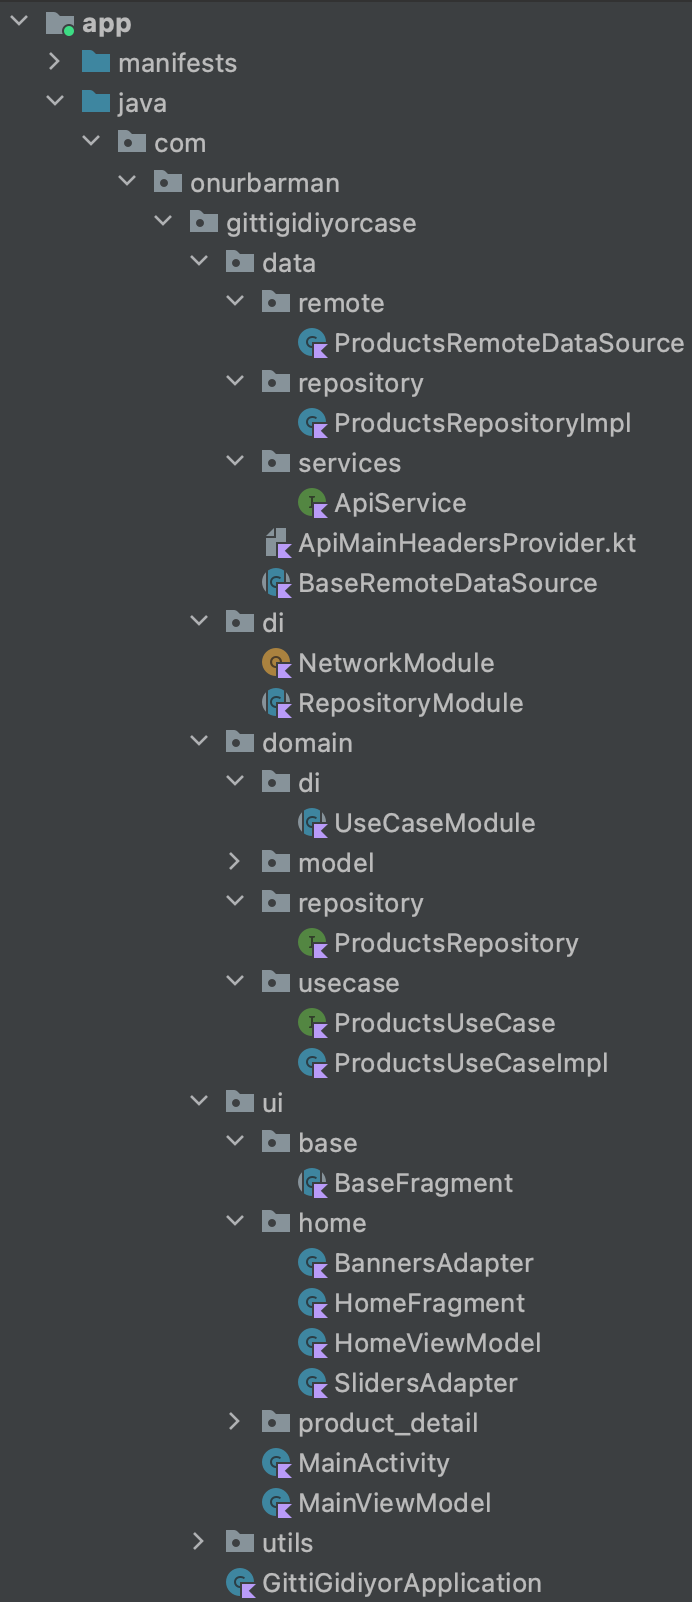 app
manifests
java
com
onurbarman
gittigidiyorcase
data
remote
ProductsRemoteDataSource
repository
ProductsRepositoryImpl
services
ApiService
ApiMainHeadersProvider.kt
BaseRemoteDataSource
di
NetworkModule
RepositoryModule
domain
di
UseCaseModule
model
repository
ProductsRepository
usecase
ProductsUseCase
ProductsUseCaseImpl
ui
base
BaseFragment
home
BannersAdapter
HomeFragment
HomeViewModel
SlidersAdapter
product_detail
MainActivity
MainViewModel
utils
GittiGidiyorApplication